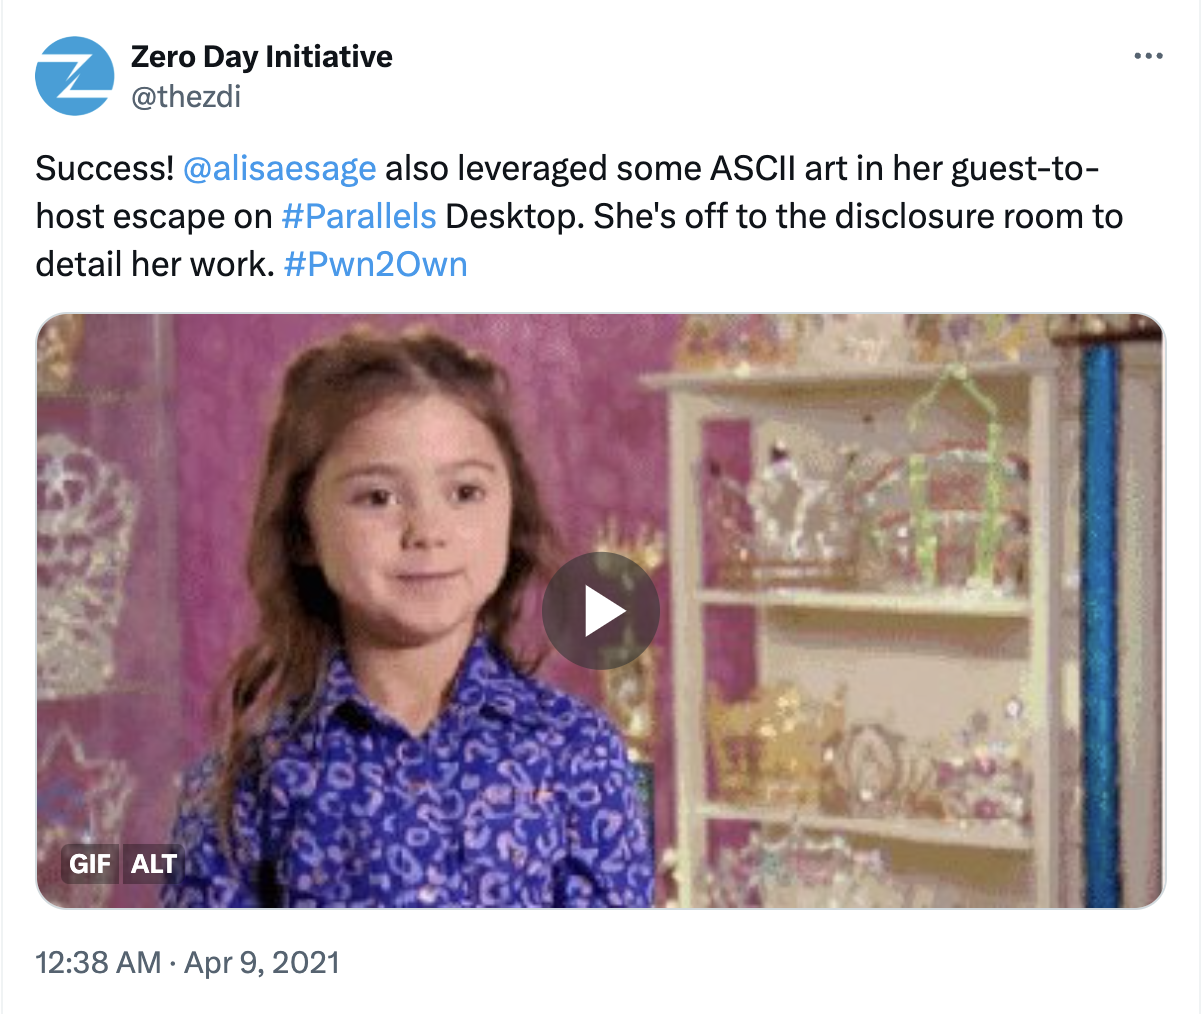 Zero Day Initiative
@thezdi
Success! @alisaesage also leveraged some ASCII art in her guest-to-
host escape on #Parallels Desktop. She's off to the disclosure room to
detail her work. #Pwn2Own
GIF ALT
12:38 AM · Apr 9, 2021